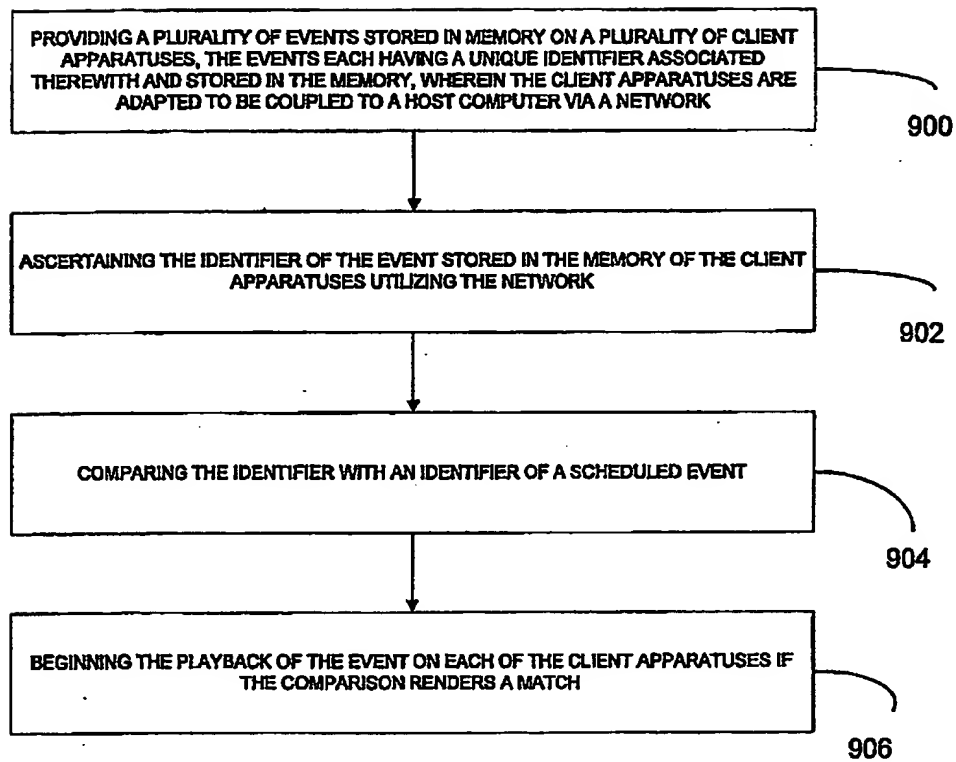 PROVIDING A PLURALITY OF EVENTS STORED IN MEMORY ON A PLURALITY OF CLIENT
APPARATUSES, THE EVENTS EACH HAVING A UNIQUE IDENTIFIER ASSOCIATED
THEREWITH AND STORED IN THE MEMORY, WHEREIN THE CLIENT APPARATUSES ARE
ADAPTED TO BE COUPLED TO A HOST COMPUTER VIA A NETWORK
900
ASCERTAINING THE IDENTIFIER OF THE EVENT STORED IN THE MEMORY OF THE CLIENT
APPARATUSES UTILIZING THE NETWORK
902
COMPARING THE IDENTIFIER WITH AN IDENTIFIER OF A SCHEDULED EVENT
904
BEGINNING THE PLAYBACK OF THE EVENT ON EACH OF THE CLIENT APPARATUSES IF
THE COMPARISON RENDERS A MATCH
906